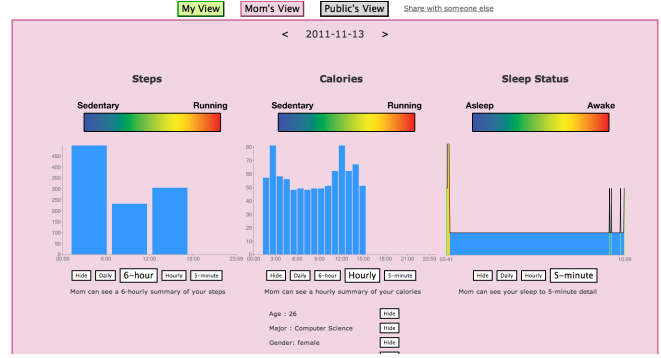 My View Mom's View Public's View Share with someone else
< 2011-11-13 >
Steps Calories Sleep Status
Sedentary Running Sedentary Running Asleep Awake
450
400
350
300
250
200
150
100
50
0
00:00 6:00 12:00 18:00 23:59
80
70
60
50
40
30
20
10
0
3:00 6:00 9:00 12:00 15:00 18:00 21:00 23:59
03:41 10:59
Hide Daily 6-hour Hourly 5-minute
Hide Daily 6-hour Hourly 5-minute
Hide Daily Hourly 5-minute
Mom can see a 6-hourly summary of your steps
Mom can see a hourly summary of your calories
Mom can see your sleep to 5-minute detail
Age : 26 Hide
Major : Computer Science Hide
Gender: female Hide